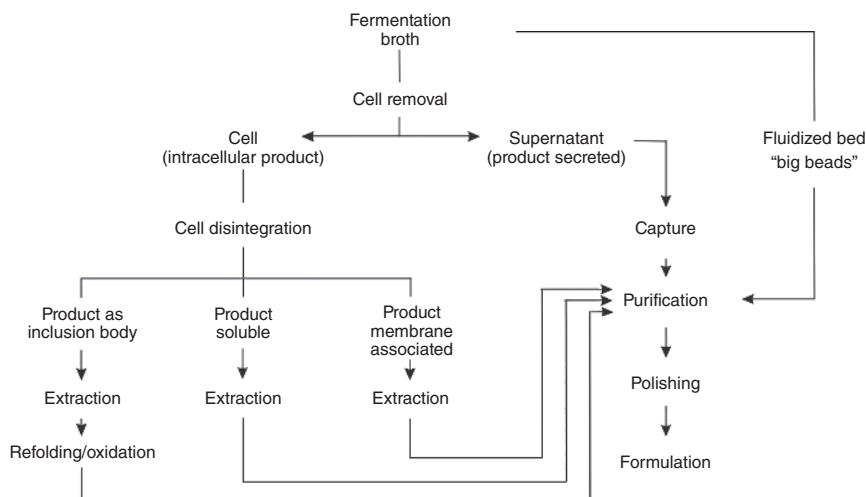 Fermentation
broth
Cell removal
Cell
(intracellular product)
Supernatant
(product secreted)
Fluidized bed
“big beads”
Cell disintegration
Capture
Product as
inclusion body
Product
soluble
Product
membrane
associated
Purification
Extraction
Extraction
Extraction
Polishing
Refolding/oxidation
Formulation